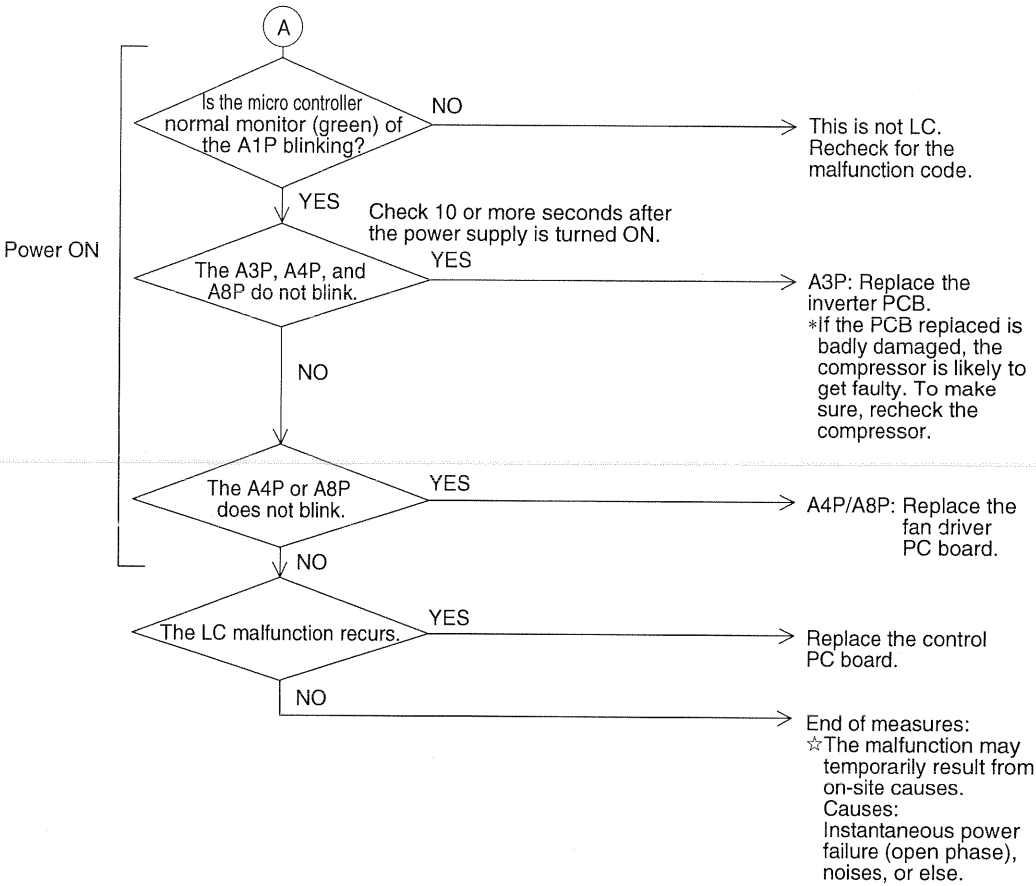 A
Is the micro controller
normal monitor (green) of
the A1P blinking?
NO
This is not LC.
Recheck for the
malfunction code.
YES
Check 10 or more seconds after
the power supply is turned ON.
Power ON
The A3P, A4P, and
A8P do not blink.
YES
A3P: Replace the
inverter PCB.
*If the PCB replaced is
badly damaged, the
compressor is likely to
get faulty. To make
sure, recheck the
compressor.
NO
The A4P or A8P
does not blink.
YES
A4P/A8P: Replace the
fan driver
PC board.
NO
The LC malfunction recurs.
YES
Replace the control
PC board.
NO
End of measures:
☆The malfunction may
temporarily result from
on-site causes.
Causes:
Instantaneous power
failure (open phase),
noises, or else.